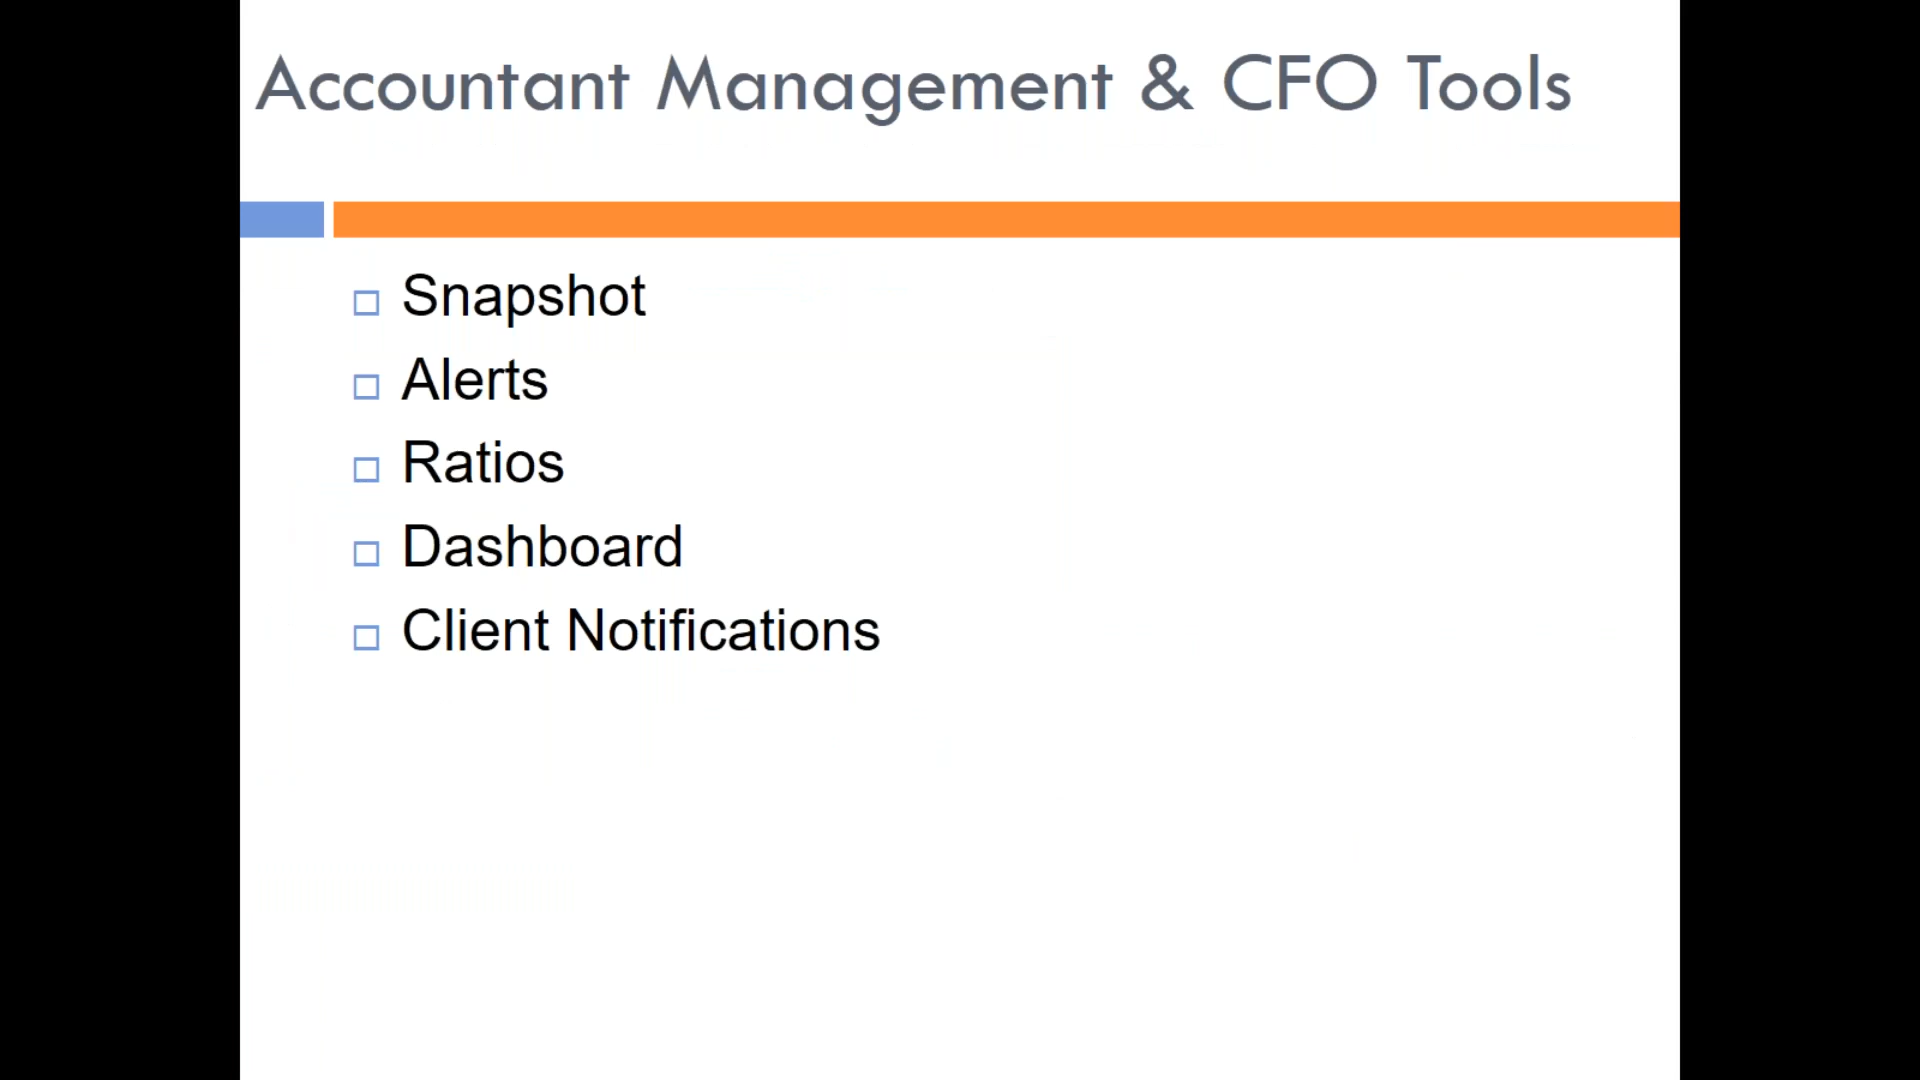 Accountant Management & CFO Tools
Snapshot
Alerts
Ratios
Dashboard
Client Notifications